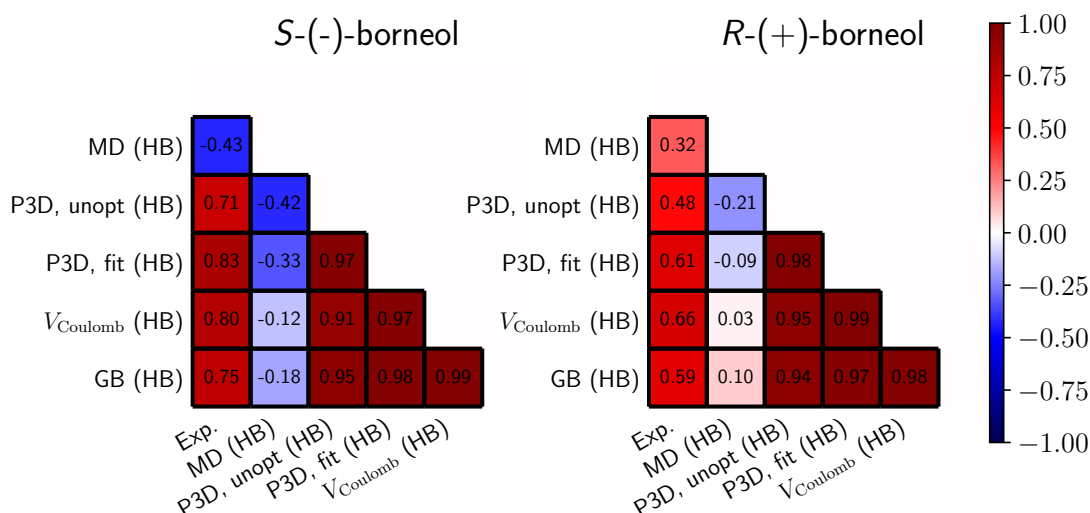 S-(-)-borneol
MD (HB) -0.43
P3D, unopt (HB) 0.71 -0.42
P3D, fit (HB) 0.83 -0.33 0.97
VCoulomb (HB) 0.80 -0.12 0.91 0.97
GB (HB) 0.75 -0.18 0.95 0.98 0.99
Exp.
MD (HB)
P3D, unopt (HB)
P3D, fit (HB)
VCoulomb (HB)
R-(+)-borneol
MD (HB) 0.32
P3D, unopt (HB) 0.48 -0.21
P3D, fit (HB) 0.61 -0.09 0.98
VCoulomb (HB) 0.66 0.03 0.95 0.99
GB (HB) 0.59 0.10 0.94 0.97 0.98
Exp.
MD (HB)
P3D, unopt (HB)
P3D, fit (HB)
VCoulomb (HB)
1.00
0.75
0.50
0.25
0.00
−0.25
−0.50
−0.75
−1.00